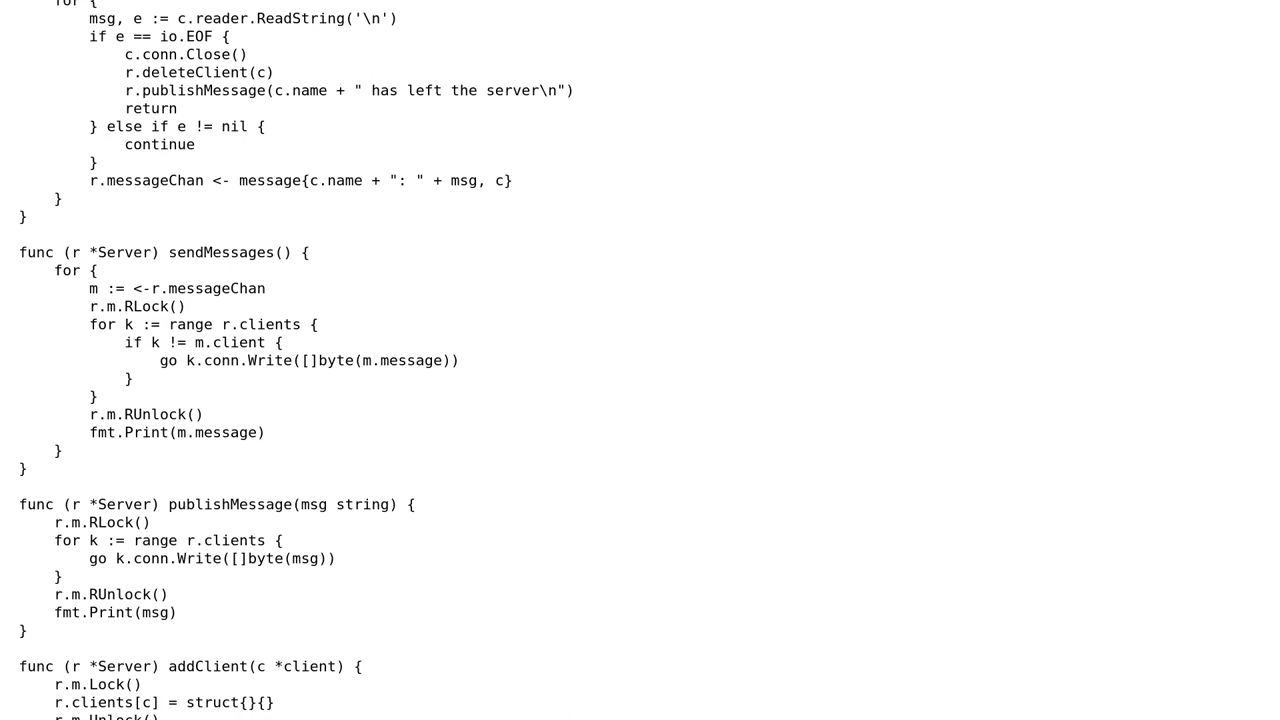 for {
msg, e := c.reader.ReadString('\n')
if e == io.EOF {
c.conn.Close()
r.deleteClient(c)
r.publishMessage(c.name + " has left the server\n")
return
} else if e != nil {
continue
}
r.messageChan <- message{c.name + ": " + msg, c}
}
}
func (r *Server) sendMessages() {
for {
m := <-r.messageChan
r.m.RLock()
for k := range r.clients {
if k != m.client {
go k.conn.Write([]byte(m.message))
}
}
r.m.RUnlock()
fmt.Print(m.message)
}
}
func (r *Server) publishMessage(msg string) {
r.m.RLock()
for k := range r.clients {
go k.conn.Write([]byte(msg))
}
r.m.RUnlock()
fmt.Print(msg)
}
func (r *Server) addClient(c *client) {
r.m.Lock()
r.clients[c] = struct{}{}
r.m.Unlock()